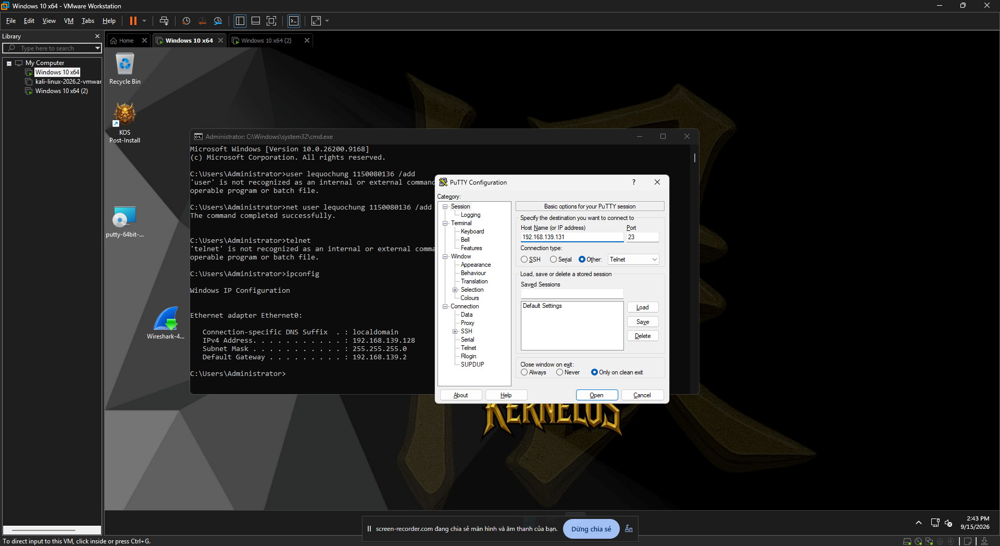 Windows 10 x64 - VMware Workstation
File Edit View VM Tabs Help
Library
Type here to search
Home
Windows 10 x64
Windows 10 x64 (2)
My Computer
Windows 10 x64
kali-linux-2026.2-vmwar
Windows 10 x64 (2)
Recycle Bin
KOS
Post-Install
putty-64bit-...
Wireshark-4...
Administrator: C:\Windows\system32\cmd.exe
Microsoft Windows [Version 10.0.26200.9168]
(c) Microsoft Corporation. All rights reserved.
C:\Users\Administrator>user lequochung 1150080136 /add
'user' is not recognized as an internal or external command
operable program or batch file.
C:\Users\Administrator>net user lequochung 1150080136 /add
The command completed successfully.
C:\Users\Administrator>telnet
'telnet' is not recognized as an internal or external comma
operable program or batch file.
C:\Users\Administrator>ipconfig
Windows IP Configuration
Ethernet adapter Ethernet0:
Connection-specific DNS Suffix . : localdomain
IPv4 Address. . . . . . . . . . . : 192.168.139.128
Subnet Mask . . . . . . . . . . . : 255.255.255.0
Default Gateway . . . . . . . . . : 192.168.139.2
C:\Users\Administrator>
PuTTY Configuration
?
Category:
Session
Logging
Terminal
Keyboard
Bell
Features
Window
Appearance
Behaviour
Translation
Selection
Colours
Connection
Data
Proxy
SSH
Serial
Telnet
Rlogin
SUPDUP
Basic options for your PuTTY session
Specify the destination you want to connect to
Host Name (or IP address) Port
192.168.139.131 23
Connection type:
SSH Serial Other: Telnet
Load, save or delete a stored session
Saved Sessions
Default Settings
Load
Save
Delete
Close window on exit:
Always Never Only on clean exit
About Help Open Cancel
KERNELOS
screen-recorder.com đang chia sẻ màn hình và âm thanh của bạn. Dừng chia sẻ Ẩn
2:43 PM
9/15/2026
To direct input to this VM, click inside or press Ctrl+G.